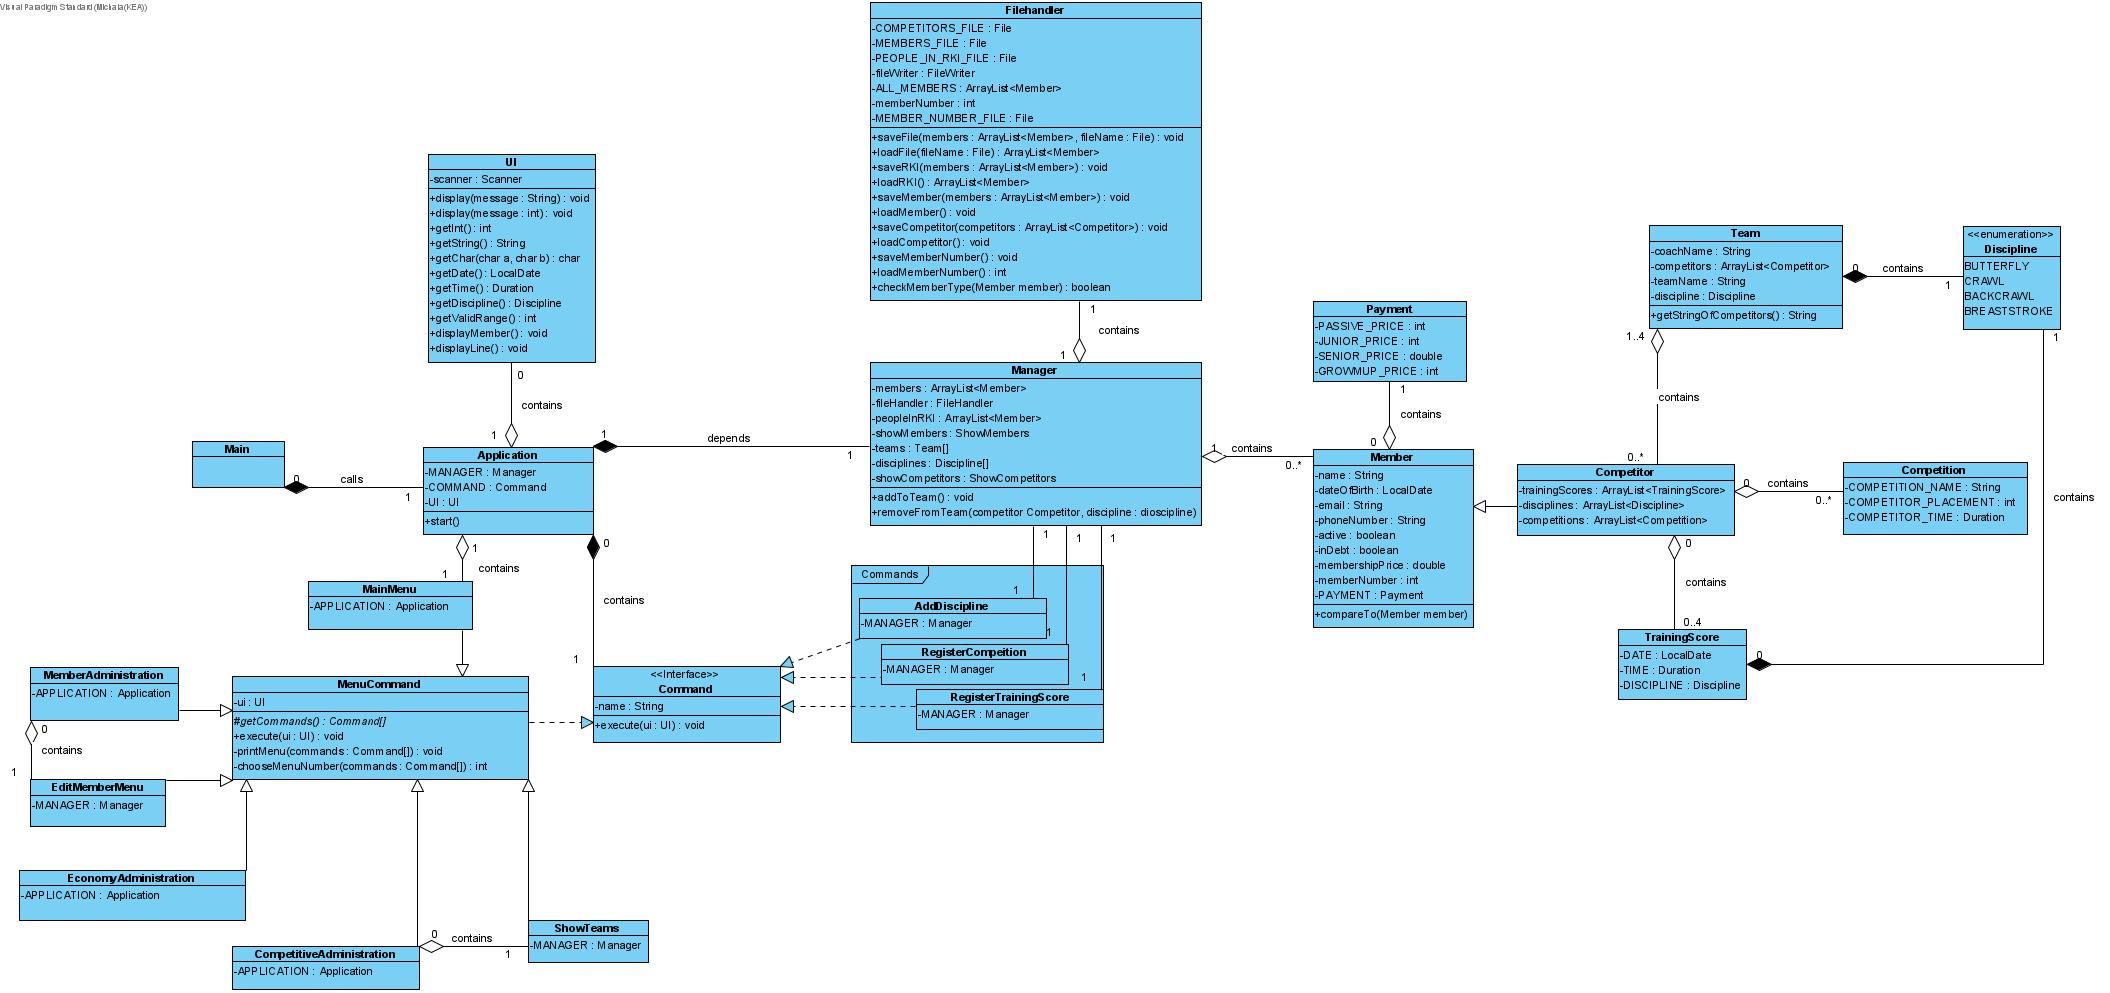 Visual Paradigm Standard (Michala(KEA))
Filehandler
-COMPETITORS_FILE : File
-MEMBERS_FILE : File
-PEOPLE_IN_RKI_FILE : File
-fileWriter : FileWriter
-ALL_MEMBERS : ArrayList<Member>
-memberNumber : int
-MEMBER_NUMBER_FILE : File
+saveFile(members : ArrayList<Member>, fileName : File) : void
+loadFile(fileName : File) : ArrayList<Member>
+saveRKI(members : ArrayList<Member>) : void
+loadRKI() : ArrayList<Member>
+saveMember(members : ArrayList<Member>) : void
+loadMember() : void
+saveCompetitor(competitors : ArrayList<Competitor>) : void
+loadCompetitor() : void
+saveMemberNumber() : void
+loadMemberNumber() : int
+checkMemberType(Member member) : boolean
1
contains
1
UI
-scanner : Scanner
+display(message : String) : void
+display(message : int) : void
+getInt() : int
+getString() : String
+getChar(char a, char b) : char
+getDate() : LocalDate
+getTime() : Duration
+getDiscipline() : Discipline
+getValidRange() : int
+displayMember() : void
+displayLine() : void
0
contains
1
Team
-coachName : String
-competitors : ArrayList<Competitor>
-teamName : String
-discipline : Discipline
+getStringOfCompetitors() : String
0
contains
1
<<enumeration>>
Discipline
BUTTERFLY
CRAWL
BACKCRAWL
BREASTSTROKE
1
contains
0
1..4
contains
0..*
Payment
-PASSIVE_PRICE : int
-JUNIOR_PRICE : int
-SENIOR_PRICE : double
-GROWMUP_PRICE : int
1
contains
0
Manager
-members : ArrayList<Member>
-fileHandler : FileHandler
-peopleInRKI : ArrayList<Member>
-showMembers : ShowMembers
-teams : Team[]
-disciplines : Discipline[]
-showCompetitors : ShowCompetitors
+addToTeam() : void
+removeFromTeam(competitor Competitor, discipline : dioscipline)
1
contains
0..*
Main
0
calls
1
Application
-MANAGER : Manager
-COMMAND : Command
-UI : UI
+start()
1
depends
1
Member
-name : String
-dateOfBirth : LocalDate
-email : String
-phoneNumber : String
-active : boolean
-inDebt : boolean
-membershipPrice : double
-memberNumber : int
-PAYMENT : Payment
+compareTo(Member member)
Competitor
-trainingScores : ArrayList<TrainingScore>
-disciplines : ArrayList<Discipline>
-competitions : ArrayList<Competition>
0
contains
0..*
Competition
-COMPETITION_NAME : String
-COMPETITOR_PLACEMENT : int
-COMPETITOR_TIME : Duration
0
contains
0..4
TrainingScore
-DATE : LocalDate
-TIME : Duration
-DISCIPLINE : Discipline
1
contains
1
0
contains
1
MainMenu
-APPLICATION : Application
1
1
1
Commands
1
AddDiscipline
-MANAGER : Manager
1
RegisterCompeition
-MANAGER : Manager
1
RegisterTrainingScore
-MANAGER : Manager
<<Interface>>
Command
-name : String
+execute(ui : UI) : void
MenuCommand
-ui : UI
#getCommands() : Command[]
+execute(ui : UI) : void
-printMenu(commands : Command[]) : void
-chooseMenuNumber(commands : Command[]) : int
MemberAdministration
-APPLICATION : Application
0
contains
1
EditMemberMenu
-MANAGER : Manager
EconomyAdministration
-APPLICATION : Application
CompetitiveAdministration
-APPLICATION : Application
0
contains
1
ShowTeams
-MANAGER : Manager